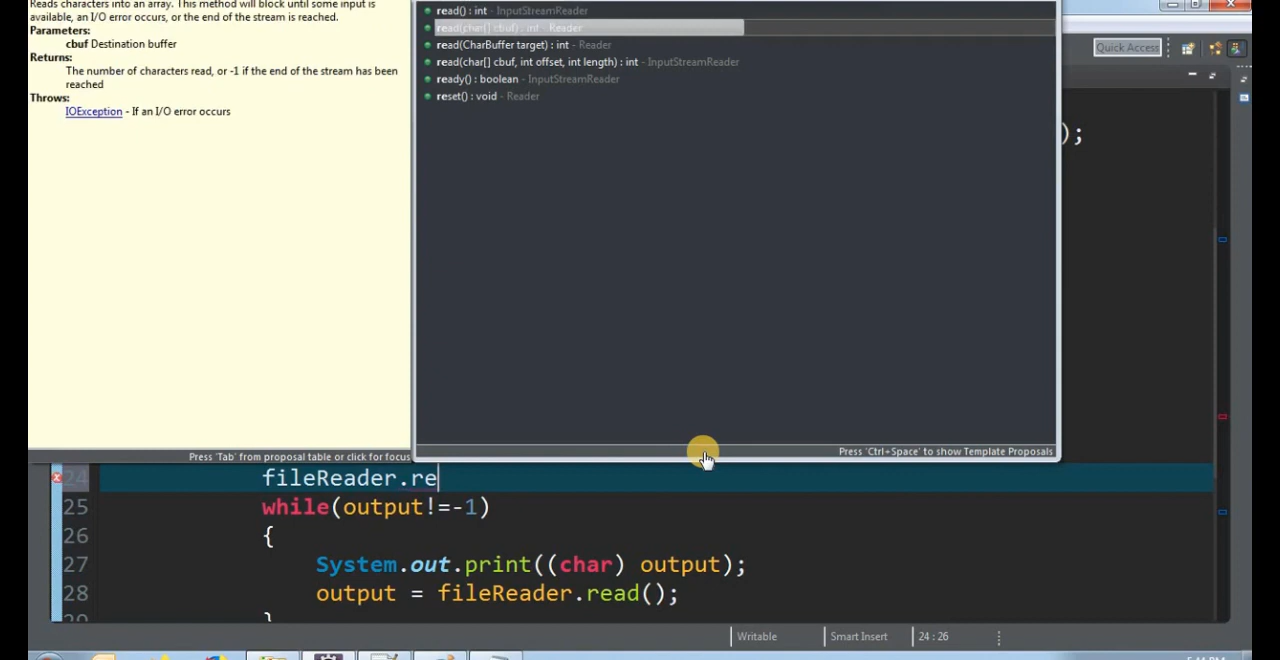 Reads characters into an array. This method will block until some input is
available, an I/O error occurs, or the end of the stream is reached.
Parameters:
cbuf Destination buffer
Returns:
The number of characters read, or -1 if the end of the stream has been
reached
Throws:
IOException - If an I/O error occurs
Press 'Tab' from proposal table or click for focus
read() : int - InputStreamReader
read(char[] cbuf) : int - Reader
read(CharBuffer target) : int - Reader
read(char[] cbuf, int offset, int length) : int - InputStreamReader
ready() : boolean - InputStreamReader
reset() : void - Reader
Press 'Ctrl+Space' to show Template Proposals
Quick Access
);
24 fileReader.re
25 while(output!=-1)
26 {
27 System.out.print((char) output);
28 output = fileReader.read();
29 }
Writable
Smart Insert
24 : 26